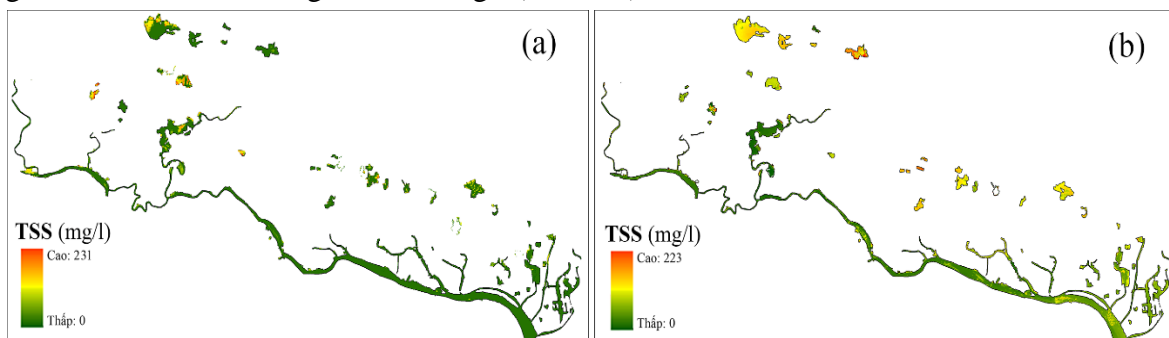 (a)
TSS (mg/l)
Cao: 231
Thấp: 0
(b)
TSS (mg/l)
Cao: 223
Thấp: 0